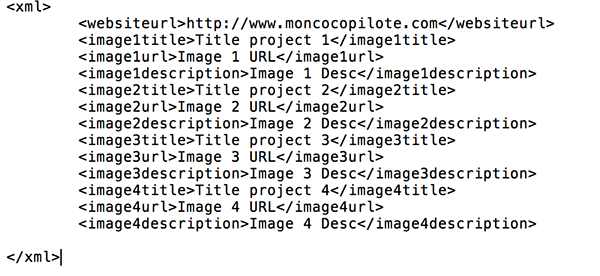 <xml>
<websiteurl>http://www.moncocopilote.com</websiteurl>
<image1title>Title project 1</image1title>
<image1url>Image 1 URL</image1url>
<image1description>Image 1 Desc</image1description>
<image2title>Title project 2</image2title>
<image2url>Image 2 URL</image2url>
<image2description>Image 2 Desc</image2description>
<image3title>Title project 3</image3title>
<image3url>Image 3 URL</image3url>
<image3description>Image 3 Desc</image3description>
<image4title>Title project 4</image4title>
<image4url>Image 4 URL</image4url>
<image4description>Image 4 Desc</image4description>
</xml>